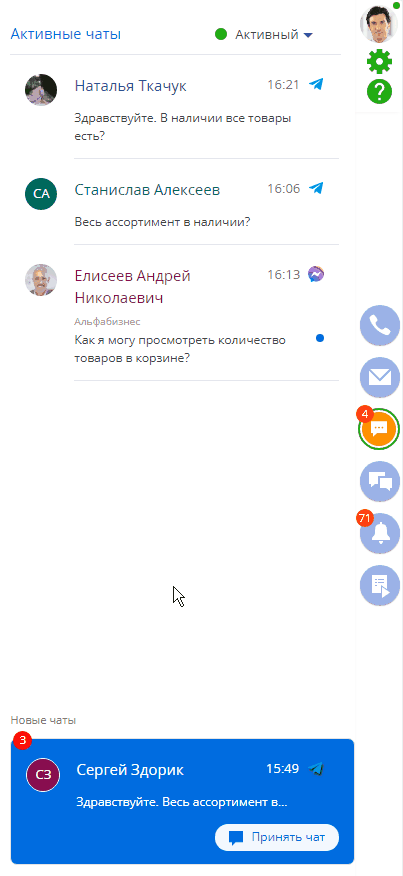 Активные чаты
Активный
Наталья Ткачук 16:21
Здравствуйте. В наличии все товары
есть?
СА
Станислав Алексеев 16:06
Весь ассортимент в наличии?
Елисеев Андрей 16:13
Николаевич
Альфабизнес
Как я могу просмотреть количество
товаров в корзине?
?
4
71
Новые чаты
3
СЗ
Сергей Здорик 15:49
Здравствуйте. Весь ассортимент в...
Принять чат